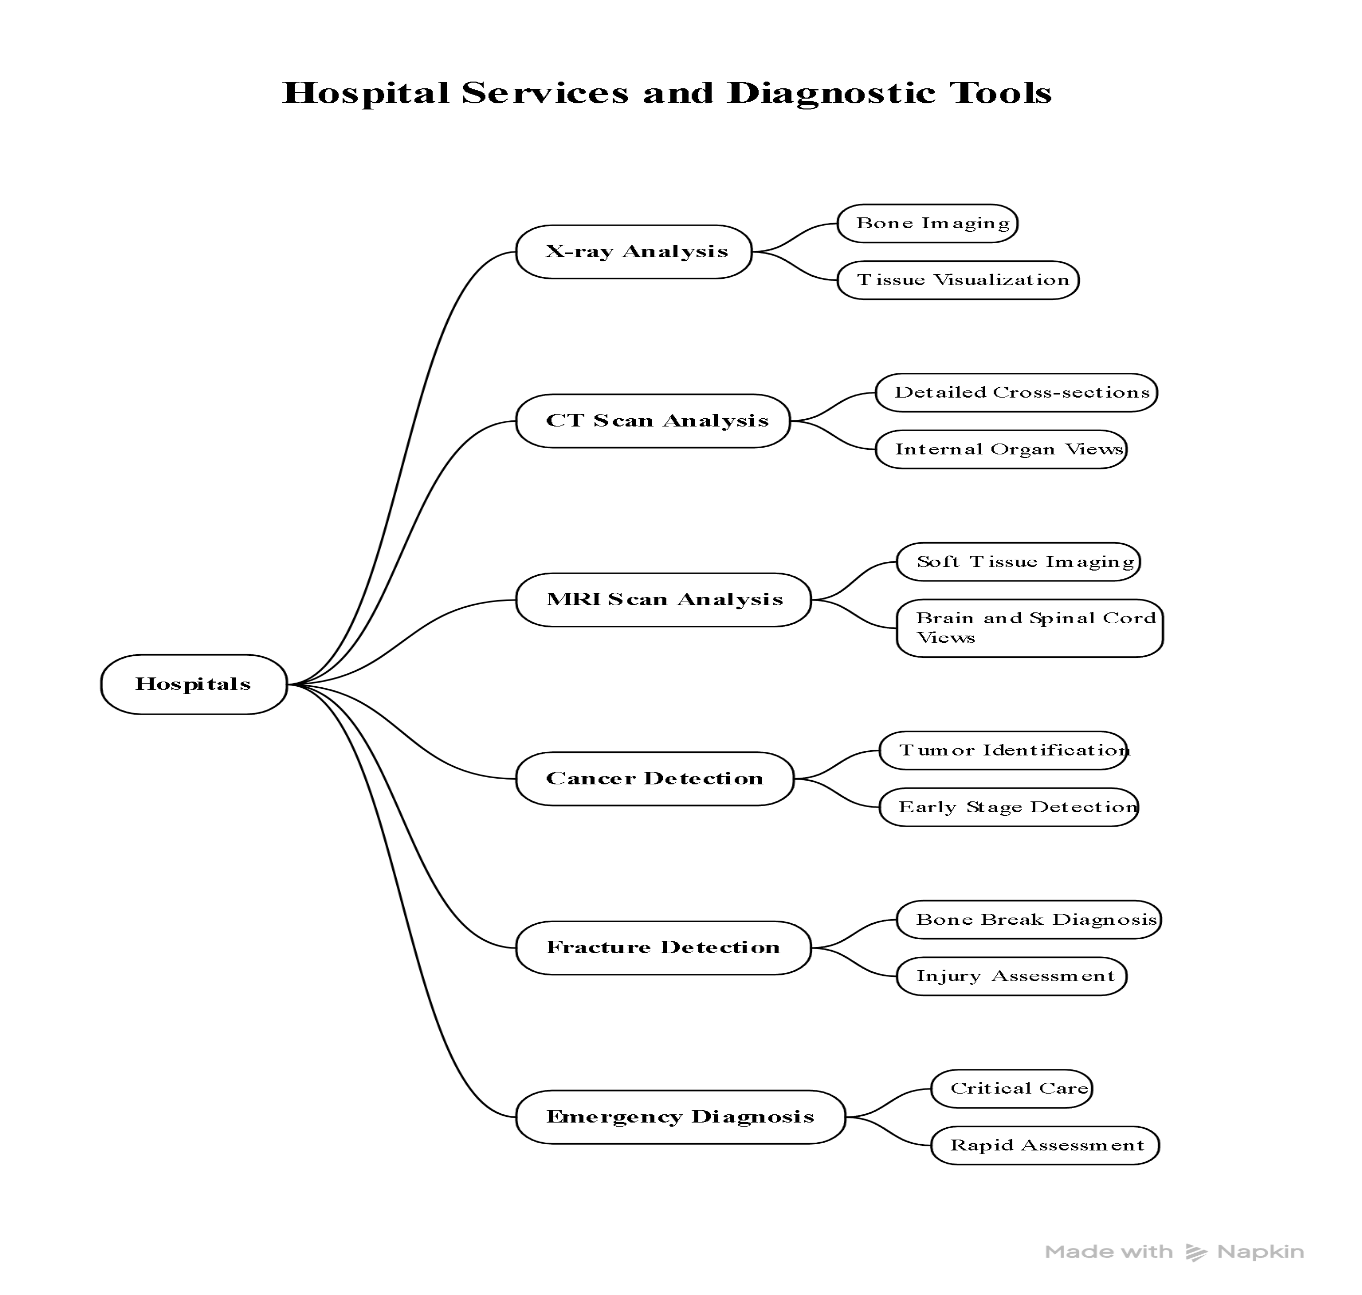 Hospital Services and Diagnostic Tools
Bone Imaging
X-ray Analysis
Tissue Visualization
Detailed Cross-sections
CT Scan Analysis
Internal Organ Views
Soft Tissue Imaging
MRI Scan Analysis
Brain and Spinal Cord
Views
Hospitals
Tumor Identification
Cancer Detection
Early Stage Detection
Bone Break Diagnosis
Fracture Detection
Injury Assessment
Critical Care
Emergency Diagnosis
Rapid Assessment
Made with Napkin